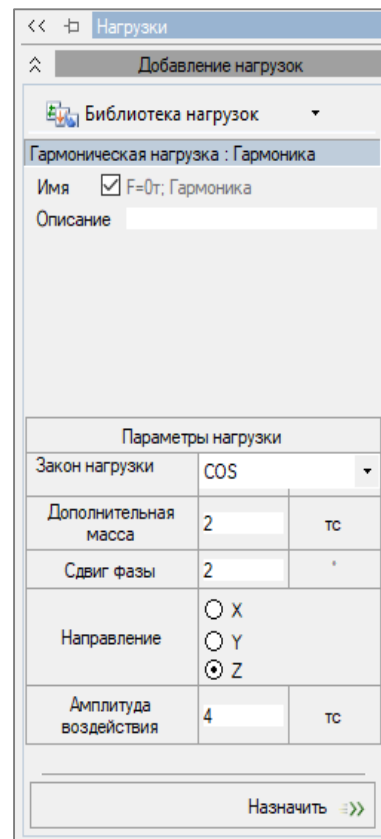 Нагрузки
Добавление нагрузок
Библиотека нагрузок
Гармоническая нагрузка : Гармоника
Имя F=0т; Гармоника
Описание
Параметры нагрузки
Закон нагрузки COS
Дополнительная
масса 2 тс
Сдвиг фазы 2 °
Направление
X
Y
Z
Амплитуда
воздействия 4 тс
Назначить